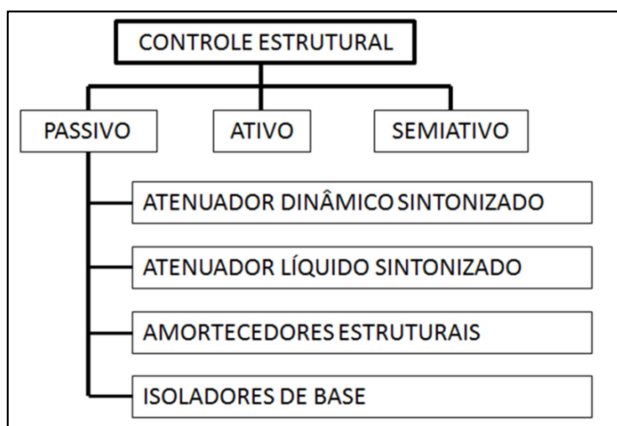 CONTROLE ESTRUTURAL
PASSIVO
ATIVO
SEMIATIVO
ATENUADOR DINÂMICO SINTONIZADO
ATENUADOR LÍQUIDO SINTONIZADO
AMORTECEDORES ESTRUTURAIS
ISOLADORES DE BASE